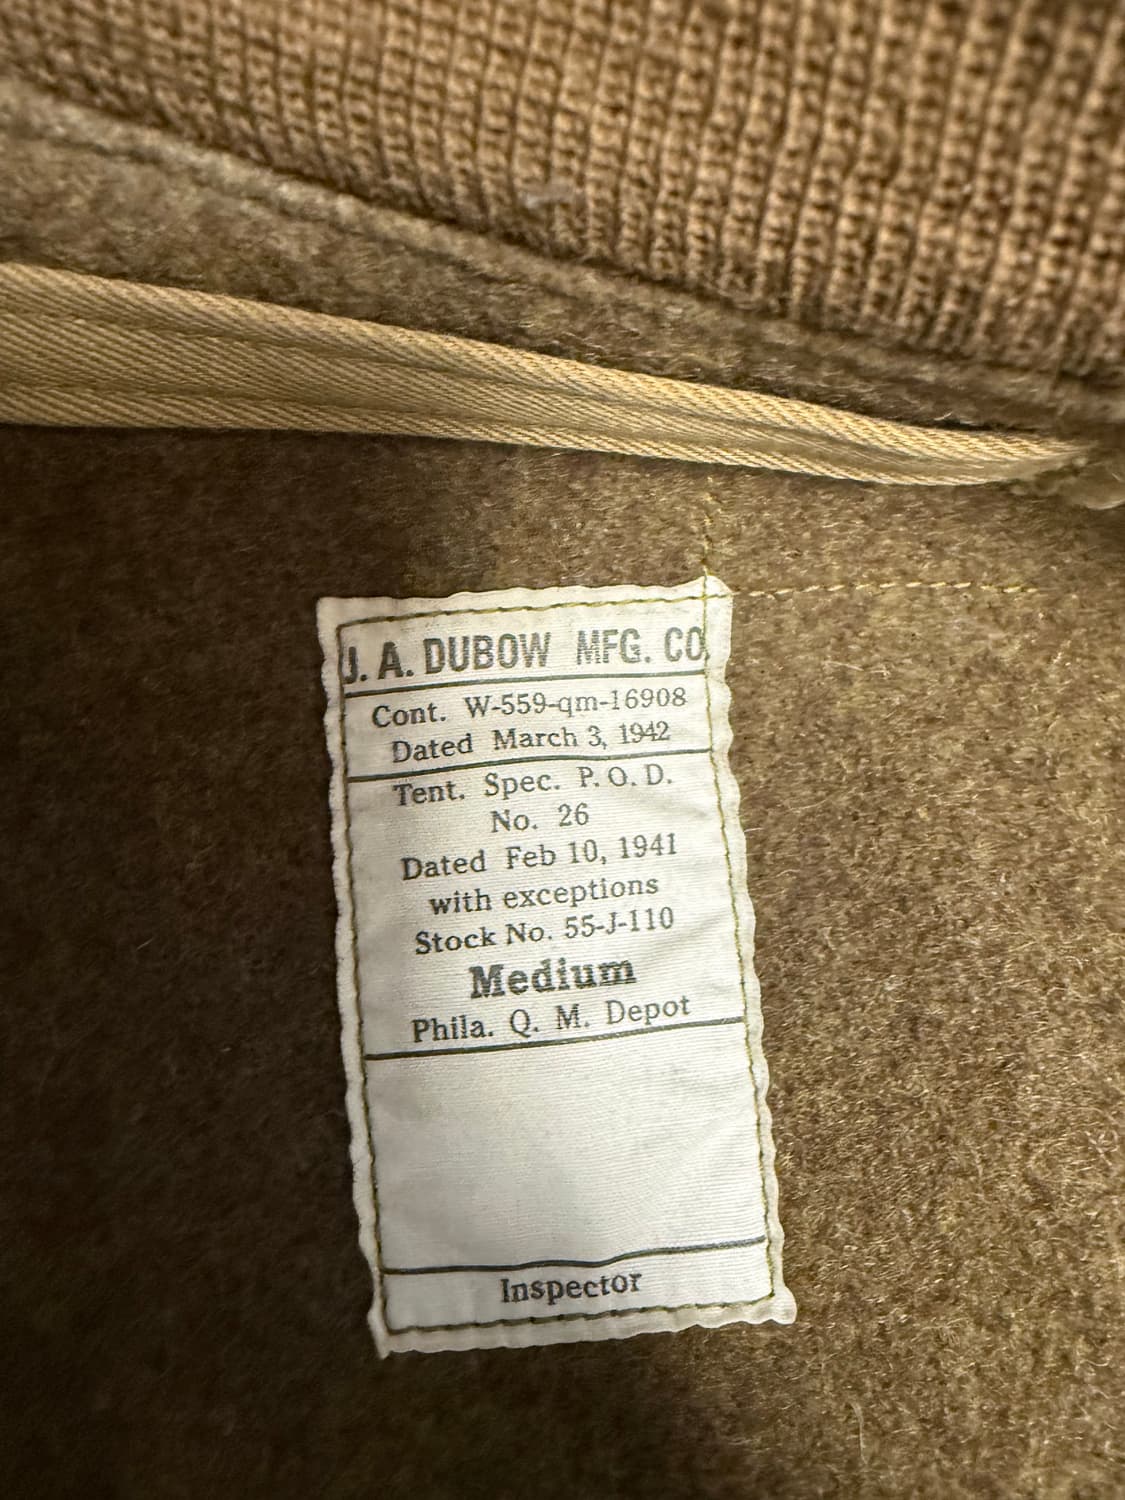 J. A. DUBOW MFG. CO
Cont. W-559-qm-16908
Dated March 3, 1942
Tent. Spec. P. O. D.
No. 26
Dated Feb 10, 1941
with exceptions
Stock No. 55-J-110
Medium
Phila. Q. M. Depot
Inspector